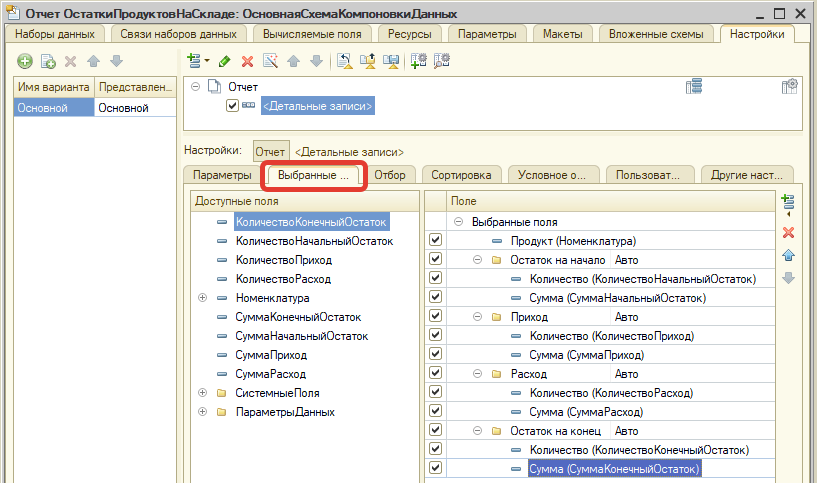 Отчет ОстаткиПродуктовНаСкладе: ОсновнаяСхемаКомпоновкиДанных
Наборы данных Связи наборов данных Вычисляемые поля Ресурсы Параметры Макеты Вложенные схемы Настройки
Имя варианта Представлен...
Основной Основной
Отчет
<Детальные записи>
Настройки: Отчет <Детальные записи>
Параметры Выбранные ... Отбор Сортировка Условное о... Пользоват... Другие наст...
Доступные поля
КоличествоКонечныйОстаток
КоличествоНачальныйОстаток
КоличествоПриход
КоличествоРасход
Номенклатура
СуммаКонечныйОстаток
СуммаНачальныйОстаток
СуммаПриход
СуммаРасход
СистемныеПоля
ПараметрыДанных
Поле
Выбранные поля
Продукт (Номенклатура)
Остаток на начало Авто
Количество (КоличествоНачальныйОстаток)
Сумма (СуммаНачальныйОстаток)
Приход Авто
Количество (КоличествоПриход)
Сумма (СуммаПриход)
Расход Авто
Количество (КоличествоРасход)
Сумма (СуммаРасход)
Остаток на конец Авто
Количество (КоличествоКонечныйОстаток)
Сумма (СуммаКонечныйОстаток)